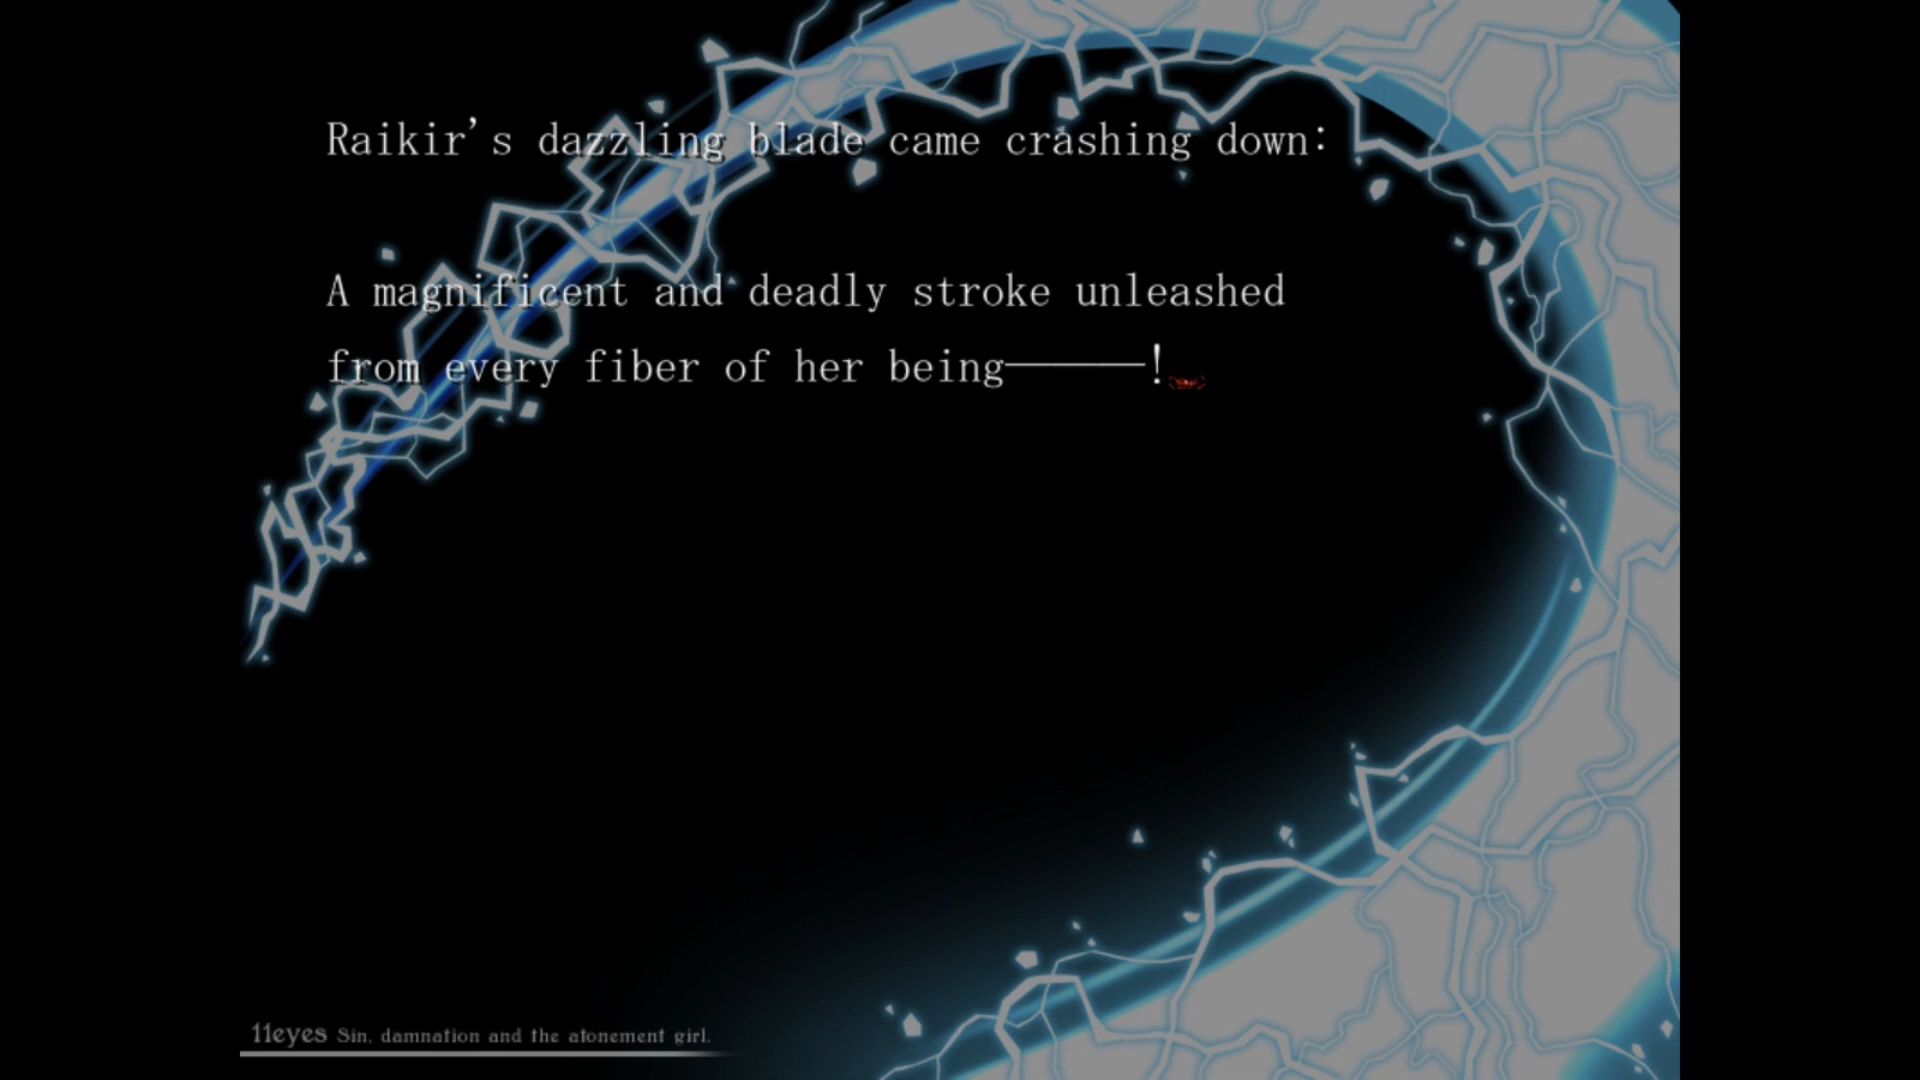 Raikir's dazzling blade came crashing down:
A magnificent and deadly stroke unleashed
from every fiber of her being———!
11eyes Sin, damnation and the atonement girl.